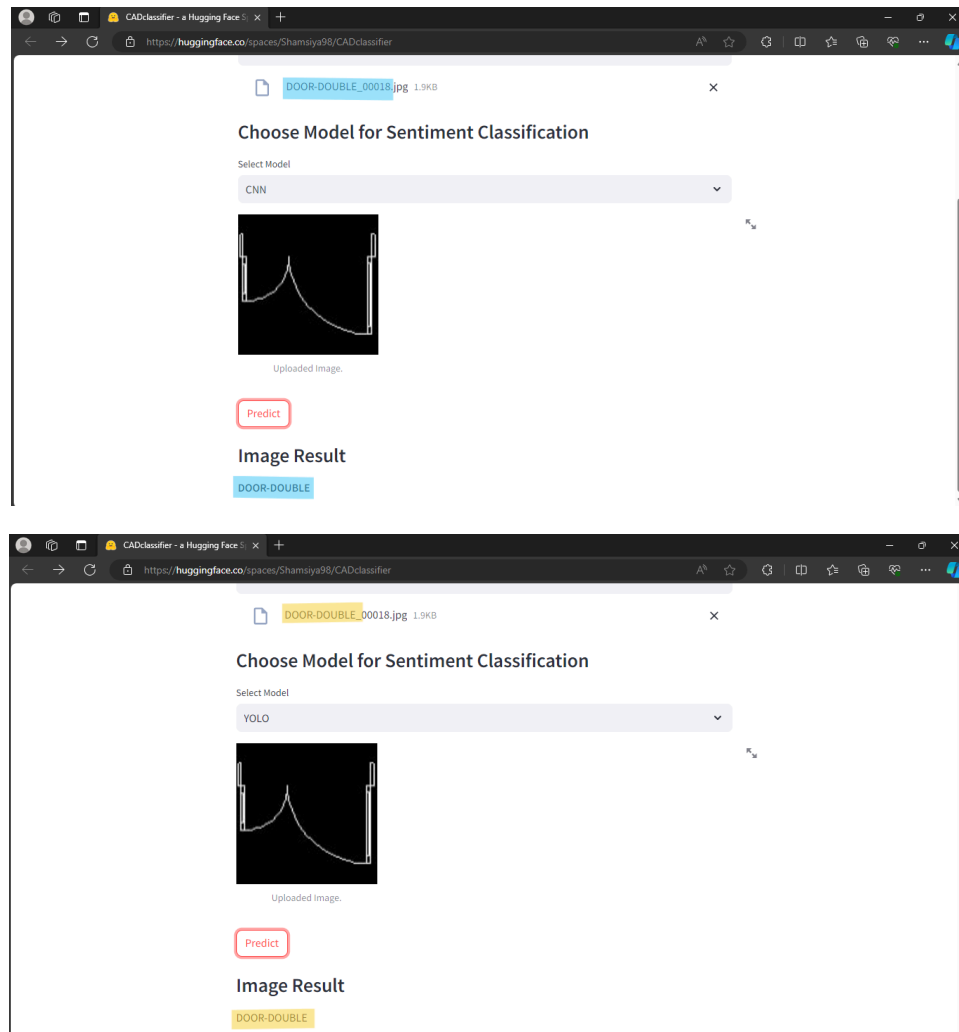 CADclassifier - a Hugging Face S
https://huggingface.co/spaces/Shamsiya98/CADclassifier
DOOR-DOUBLE_00018.jpg 1.9KB
Choose Model for Sentiment Classification
Select Model
CNN
Uploaded Image.
Predict
Image Result
DOOR-DOUBLE
CADclassifier - a Hugging Face S
https://huggingface.co/spaces/Shamsiya98/CADclassifier
DOOR-DOUBLE_00018.jpg 1.9KB
Choose Model for Sentiment Classification
Select Model
YOLO
Uploaded Image.
Predict
Image Result
DOOR-DOUBLE